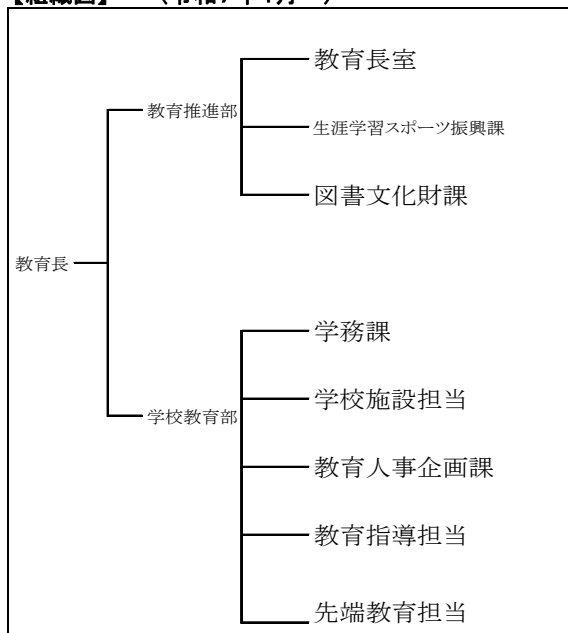 教育長室
教育推進部
生涯学習スポーツ振興課
図書文化財課
教育長
学務課
学校施設担当
学校教育部
教育人事企画課
教育指導担当
先端教育担当